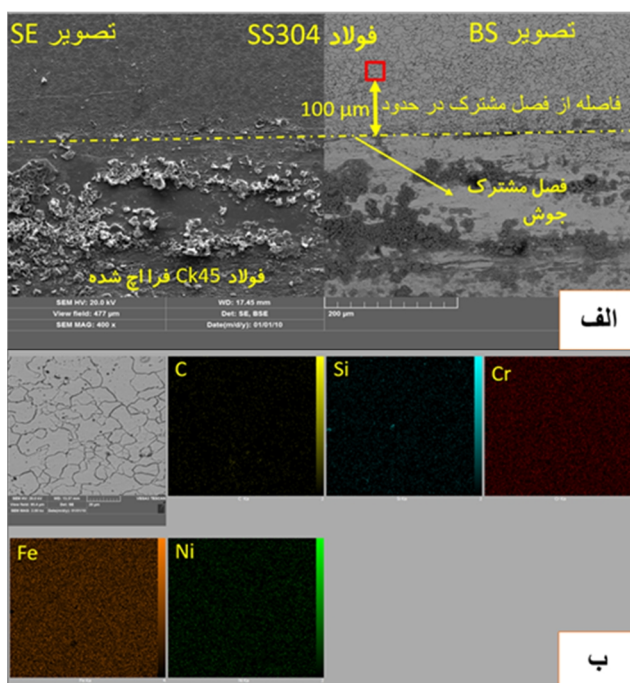 تصویر SE
فولاد SS304
تصویر BS
100 µm
فاصله از فصل مشترک در حدود
فصل مشترک
جوش
فولاد Ck45 فرا اچ شده
SEM HV: 20.0 kV
WD: 17.45 mm
View field: 477 µm
Det: SE, BSE
200 µm
SEM MAG: 400 x
Date(m/d/y): 01/01/10
الف
C
Si
Cr
Fe
Ni
ب